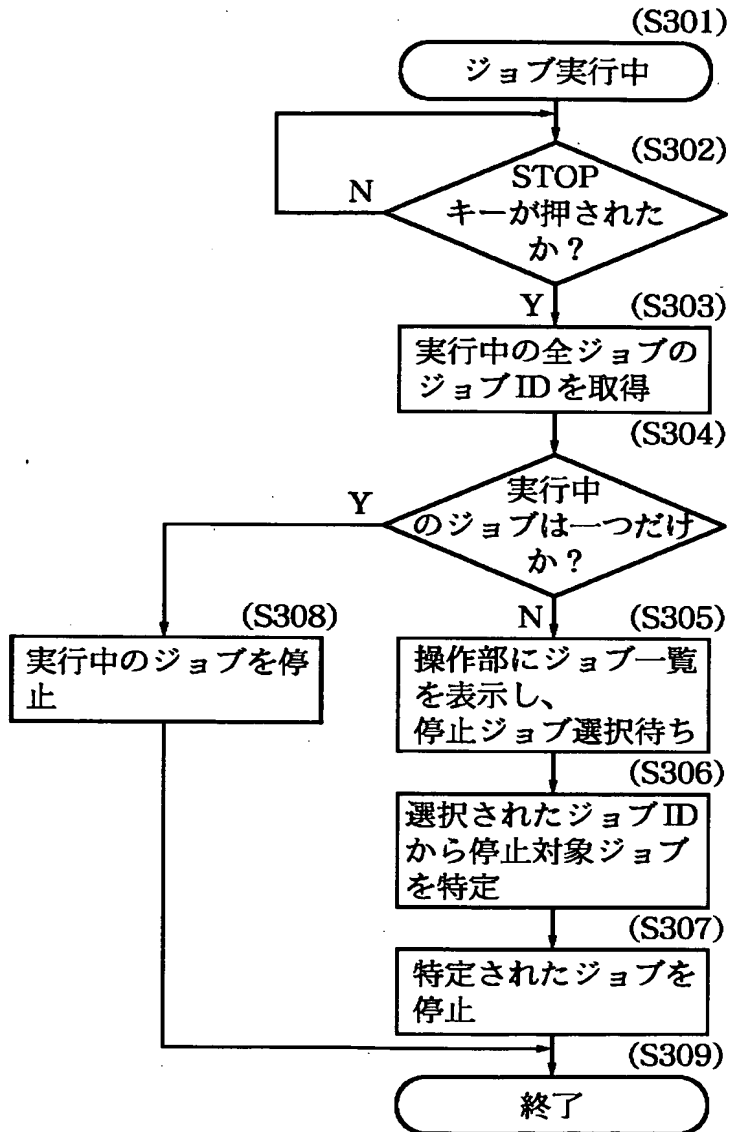 (S301)
ジョブ実行中
(S302)
N
STOP
キーが押された
か？
Y
(S303)
実行中の全ジョブの
ジョブIDを取得
(S304)
Y
実行中
のジョブは一つだけ
か？
(S308)
実行中のジョブを停
止
N
(S305)
操作部にジョブ一覧
を表示し、
停止ジョブ選択待ち
(S306)
選択されたジョブID
から停止対象ジョブ
を特定
(S307)
特定されたジョブを
停止
(S309)
終了